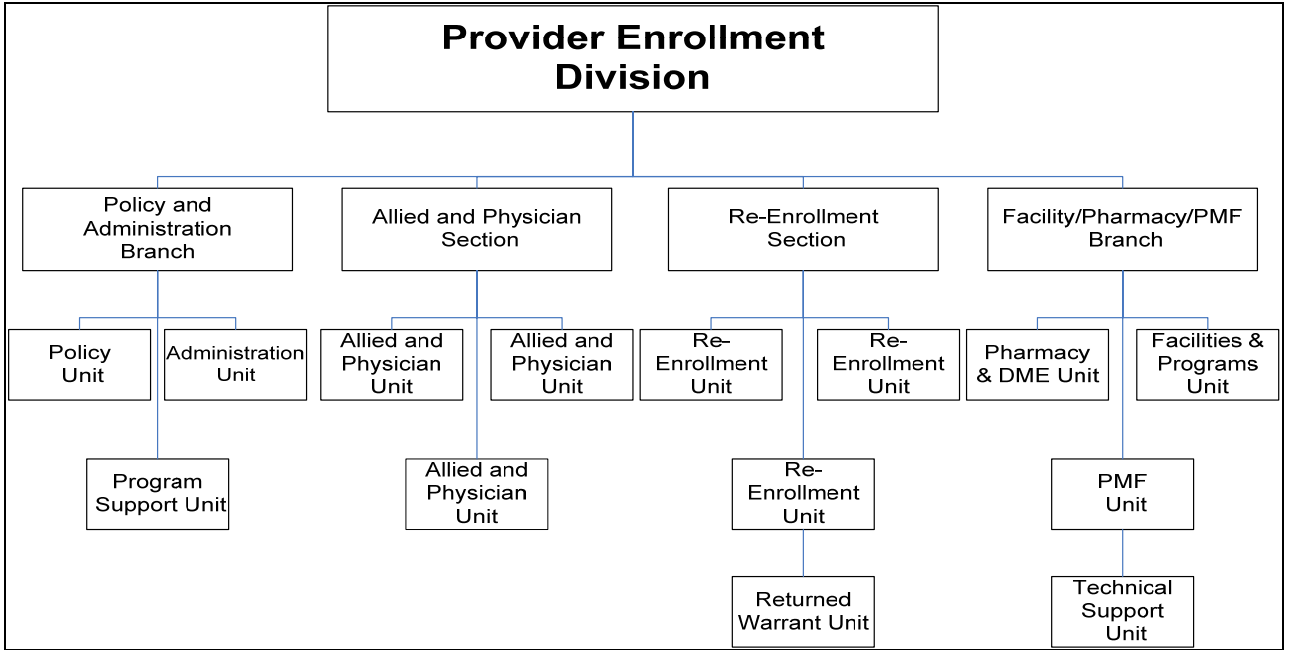 Provider Enrollment
Division
Policy and
Administration
Branch
Allied and Physician
Section
Re-Enrollment
Section
Facility/Pharmacy/PMF
Branch
Policy
Unit
Administration
Unit
Allied and
Physician
Unit
Allied and
Physician
Unit
Re-
Enrollment
Unit
Re-
Enrollment
Unit
Pharmacy
& DME Unit
Facilities &
Programs
Unit
Program
Support Unit
Allied and
Physician
Unit
Re-
Enrollment
Unit
PMF
Unit
Returned
Warrant Unit
Technical
Support
Unit